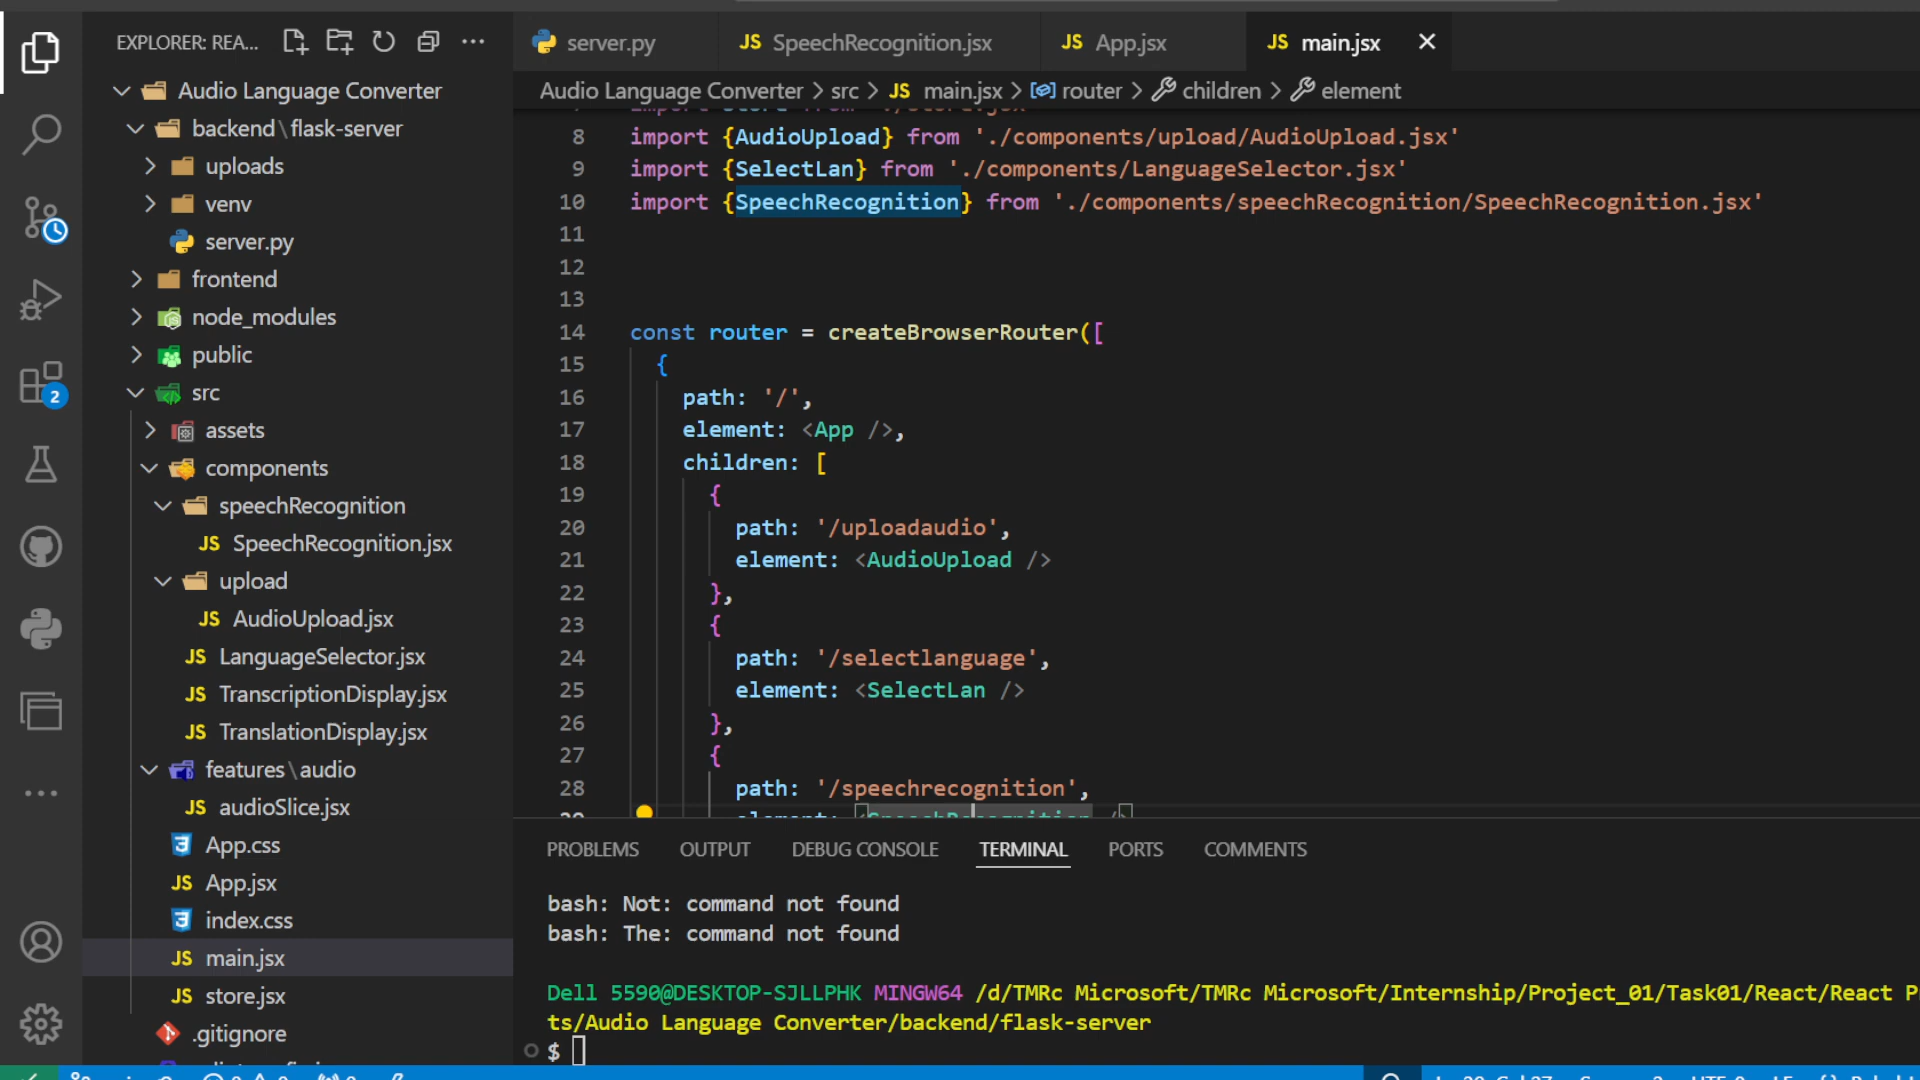 EXPLORER: REA...
Audio Language Converter
backend\flask-server
uploads
venv
server.py
frontend
node_modules
public
src
assets
components
speechRecognition
JS SpeechRecognition.jsx
upload
JS AudioUpload.jsx
JS LanguageSelector.jsx
JS TranscriptionDisplay.jsx
JS TranslationDisplay.jsx
features\audio
JS audioSlice.jsx
App.css
JS App.jsx
index.css
JS main.jsx
JS store.jsx
.gitignore
2
server.py
JS SpeechRecognition.jsx
JS App.jsx
JS main.jsx
Audio Language Converter > src > JS main.jsx > router > children > element
8 import {AudioUpload} from './components/upload/AudioUpload.jsx'
9 import {SelectLan} from './components/LanguageSelector.jsx'
10 import {SpeechRecognition} from './components/speechRecognition/SpeechRecognition.jsx'
11
12
13
14 const router = createBrowserRouter([
15 {
16 path: '/',
17 element: <App />,
18 children: [
19 {
20 path: '/uploadaudio',
21 element: <AudioUpload />
22 },
23 {
24 path: '/selectlanguage',
25 element: <SelectLan />
26 },
27 {
28 path: '/speechrecognition',
PROBLEMS OUTPUT DEBUG CONSOLE TERMINAL PORTS COMMENTS
bash: Not: command not found
bash: The: command not found
Dell 5590@DESKTOP-SJLLPHK MINGW64 /d/TMRc Microsoft/TMRc Microsoft/Internship/Project_01/Task01/React/React P
ts/Audio Language Converter/backend/flask-server
$